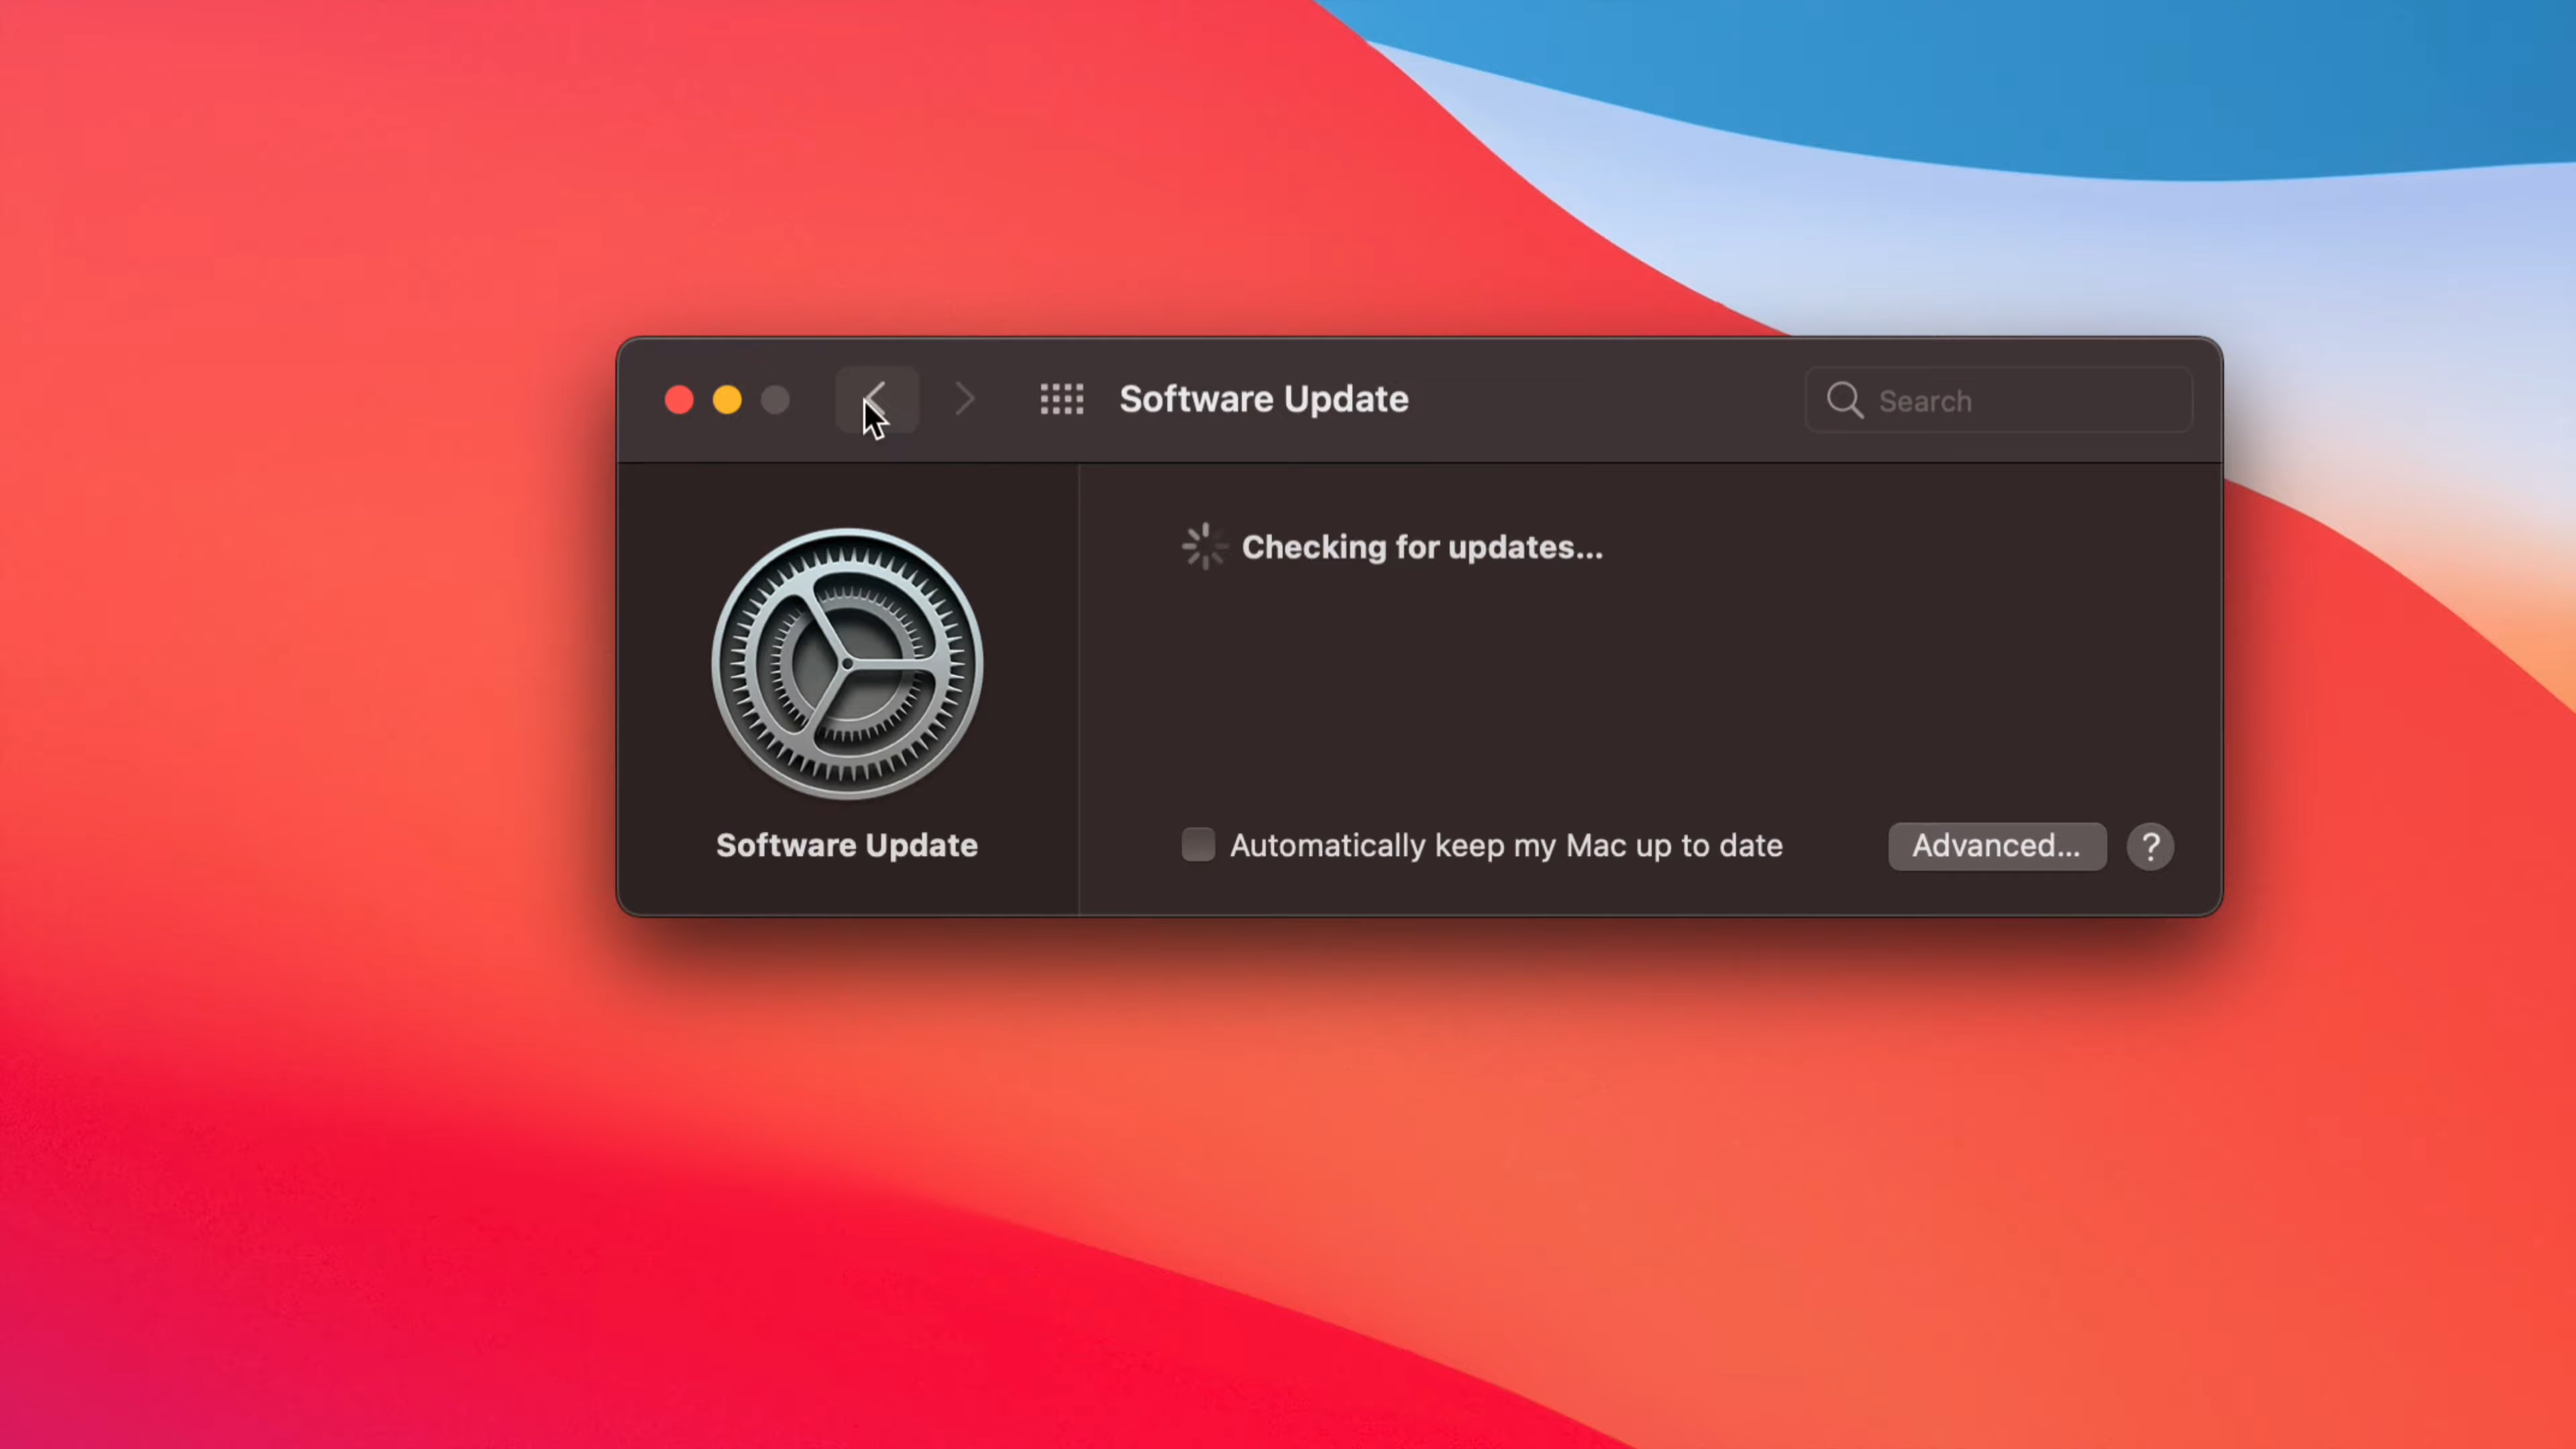 Software Update
Search
Checking for updates...
Software Update
Automatically keep my Mac up to date
Advanced...
?